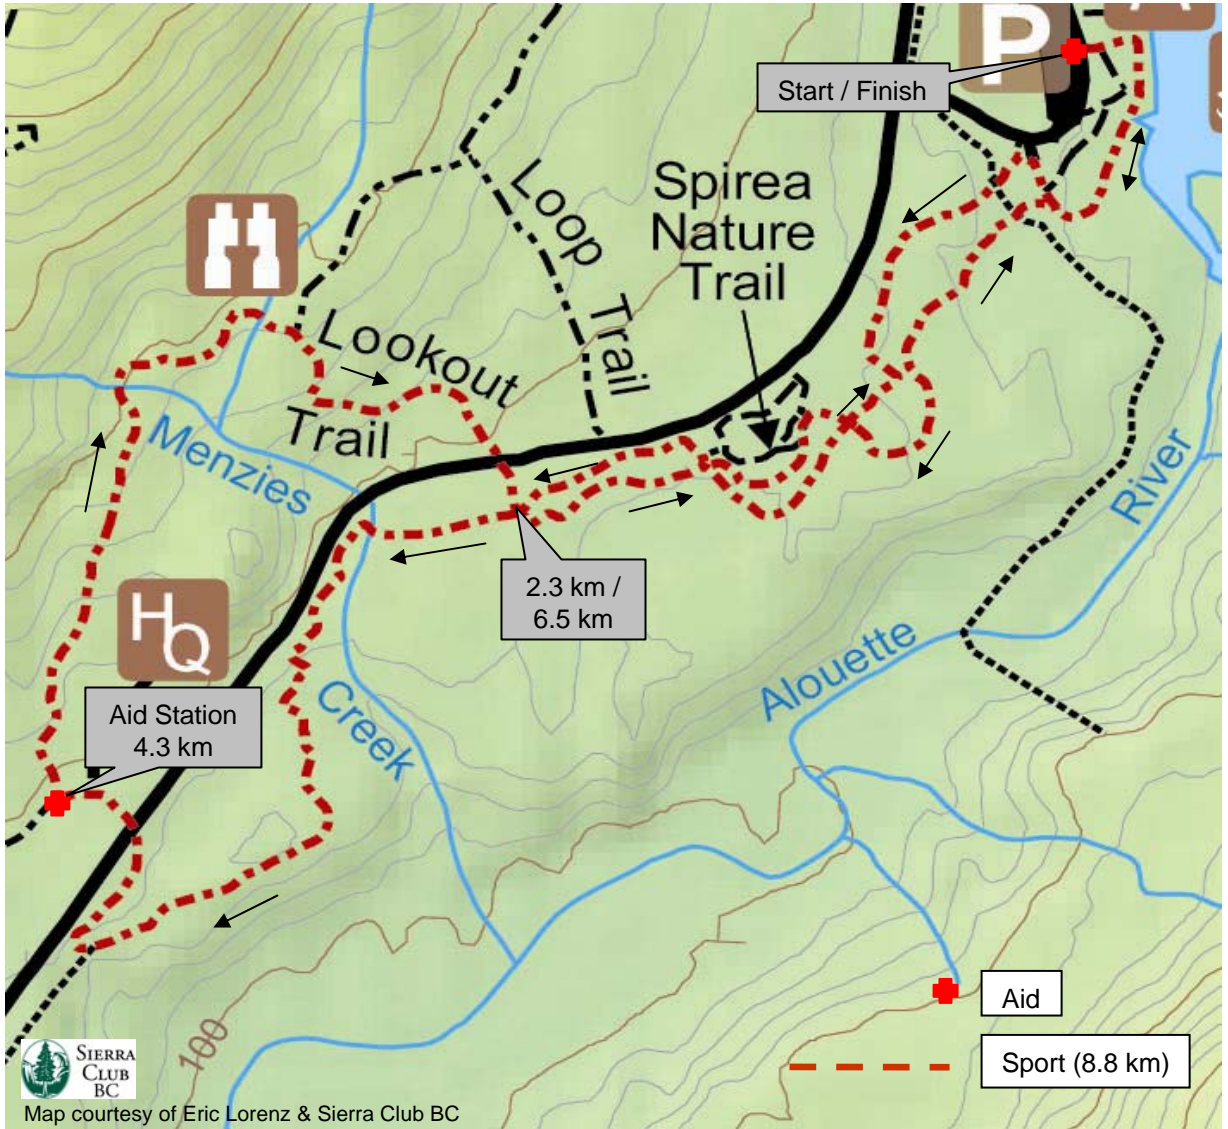 P
Start / Finish
Spirea
Nature
Trail
Loop
Trail
Lookout
Trail
Menzies
Creek
River
Alouette
2.3 km /
6.5 km
HQ
Aid Station
4.3 km
100
Aid
Sport (8.8 km)
SIERRA
CLUB
BC
Map courtesy of Eric Lorenz & Sierra Club BC